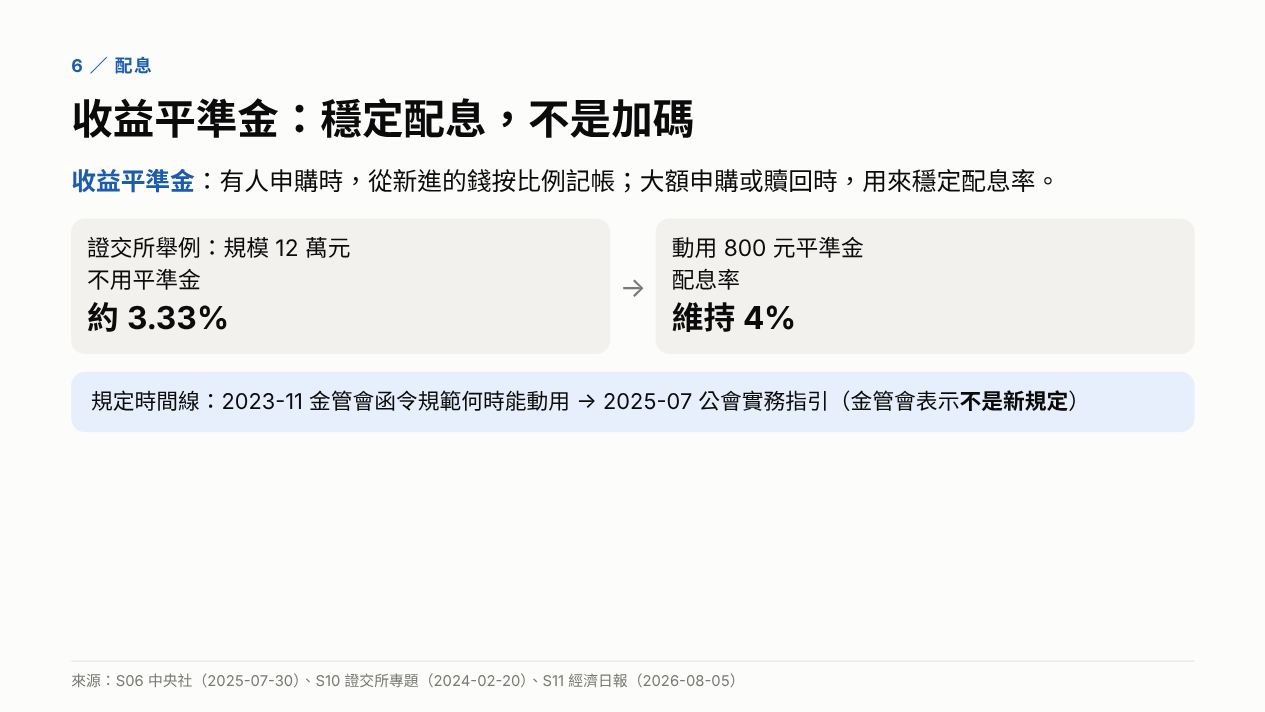 6 ／ 配息
收益平準金：穩定配息，不是加碼
收益平準金：有人申購時，從新進的錢按比例記帳；大額申購或贖回時，用來穩定配息率。
證交所舉例：規模 12 萬元
不用平準金
約 3.33%
→
動用 800 元平準金
配息率
維持 4%
規定時間線：2023-11 金管會函令規範何時能動用 → 2025-07 公會實務指引（金管會表示不是新規定）
來源：S06 中央社（2025-07-30）、S10 證交所專題（2024-02-20）、S11 經濟日報（2026-08-05）